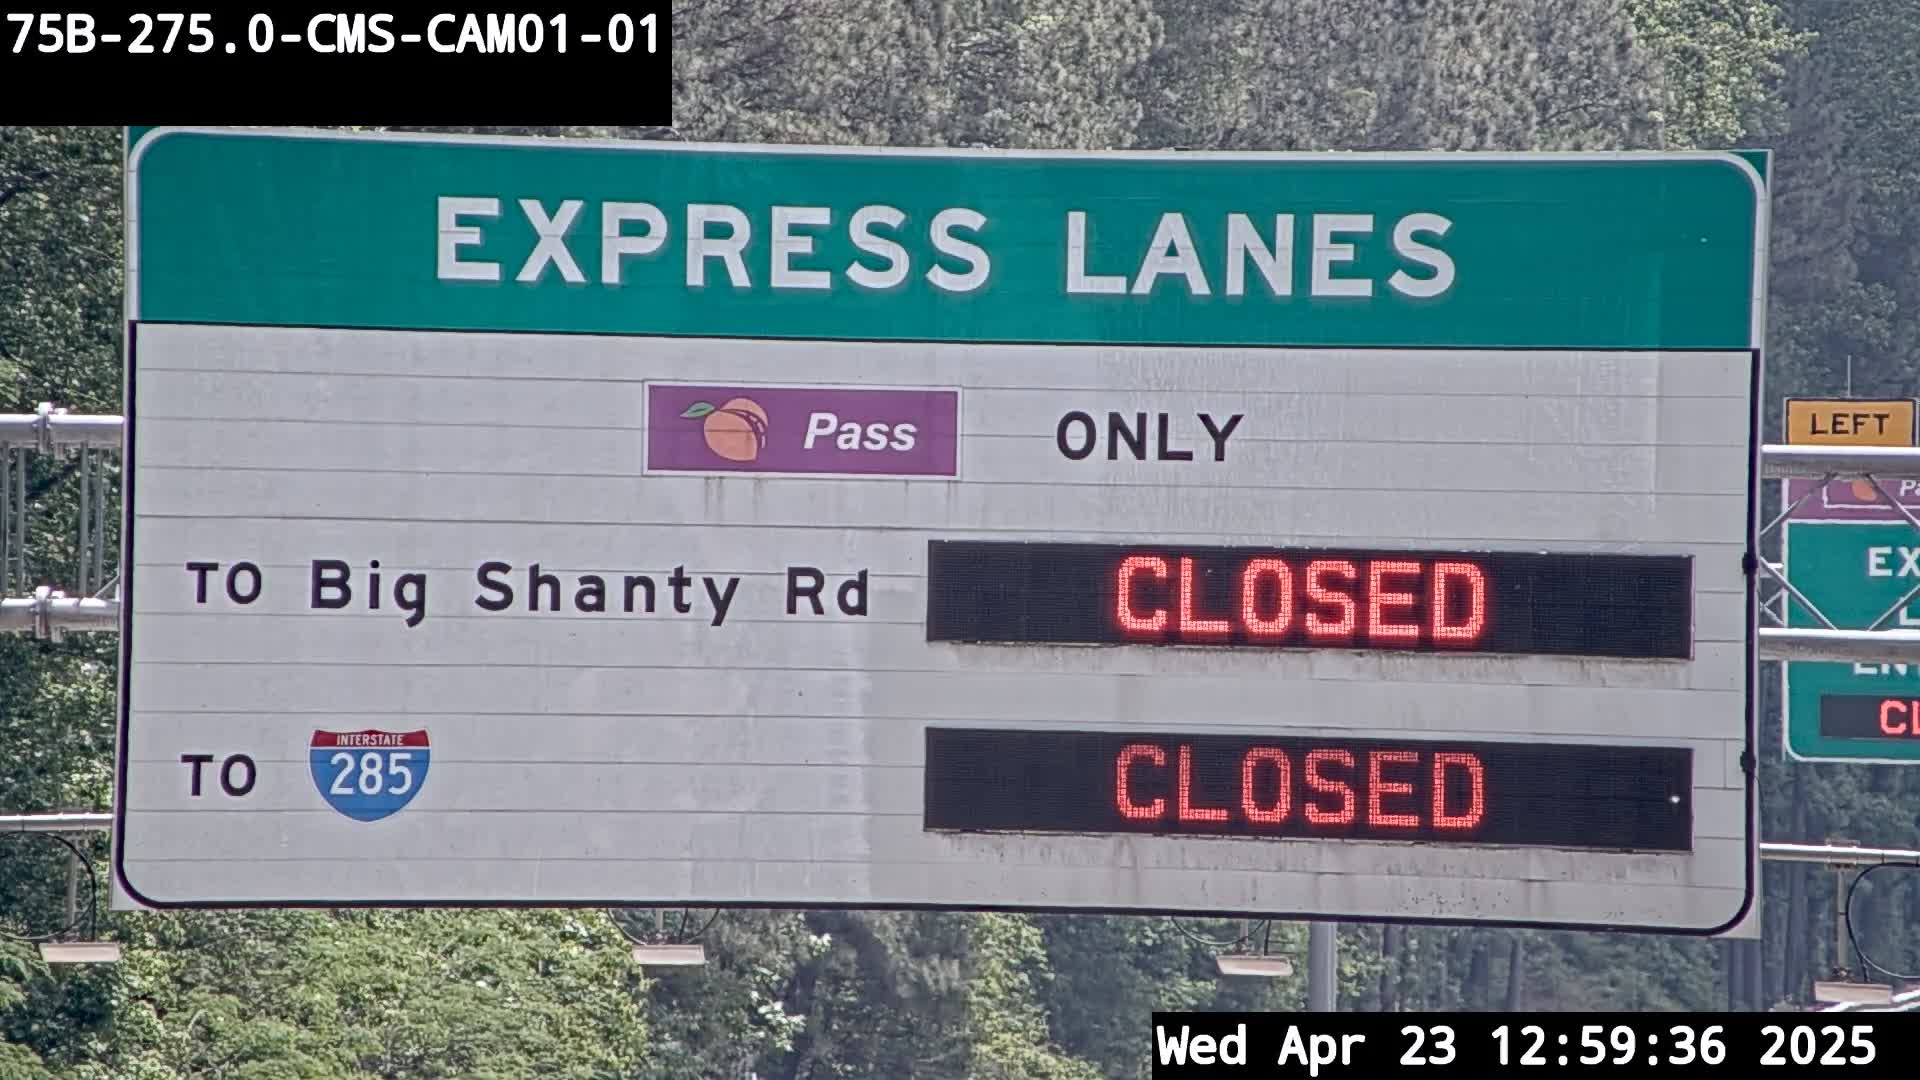 75B-275.0-CMS-CAM01-01
EXPRESS LANES
Pass ONLY
TO Big Shanty Rd CLOSED
TO INTERSTATE 285 CLOSED
LEFT
Wed Apr 23 12:59:36 2025